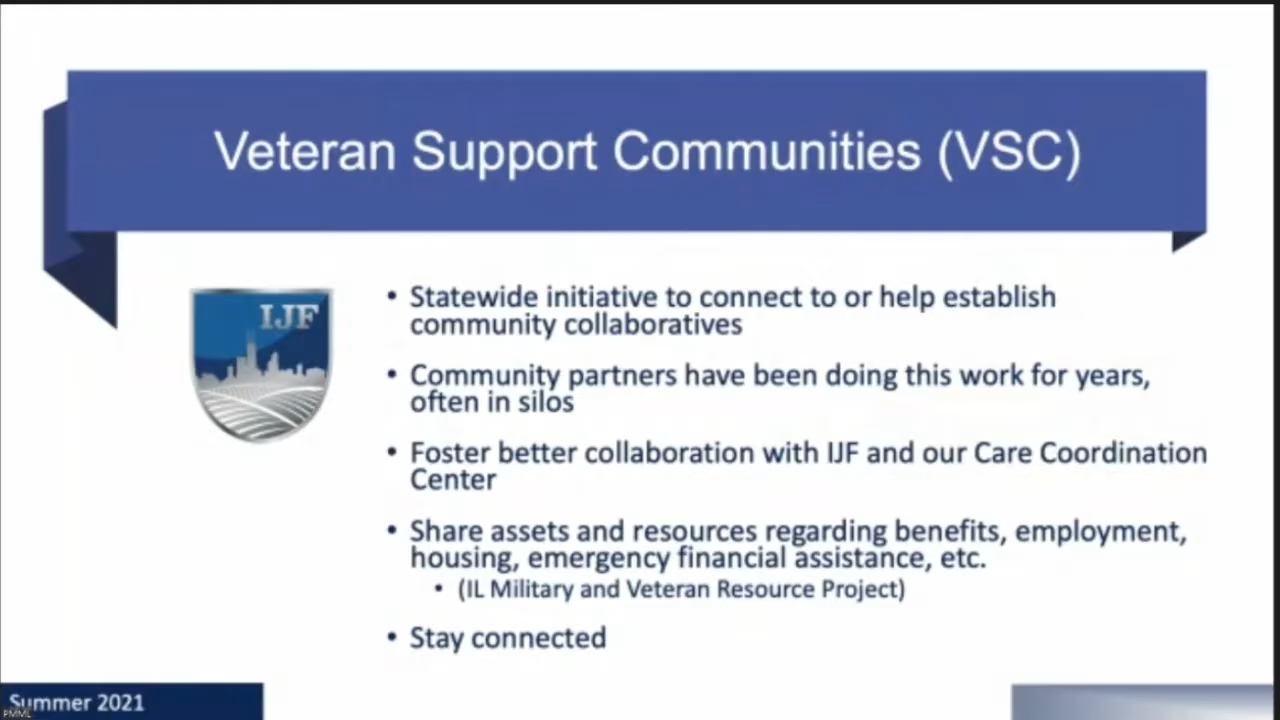 Veteran Support Communities (VSC)
IJF
• Statewide initiative to connect to or help establish
community collaboratives
• Community partners have been doing this work for years,
often in silos
• Foster better collaboration with IJF and our Care Coordination
Center
• Share assets and resources regarding benefits, employment,
housing, emergency financial assistance, etc.
• (IL Military and Veteran Resource Project)
• Stay connected
Summer 2021
PMML